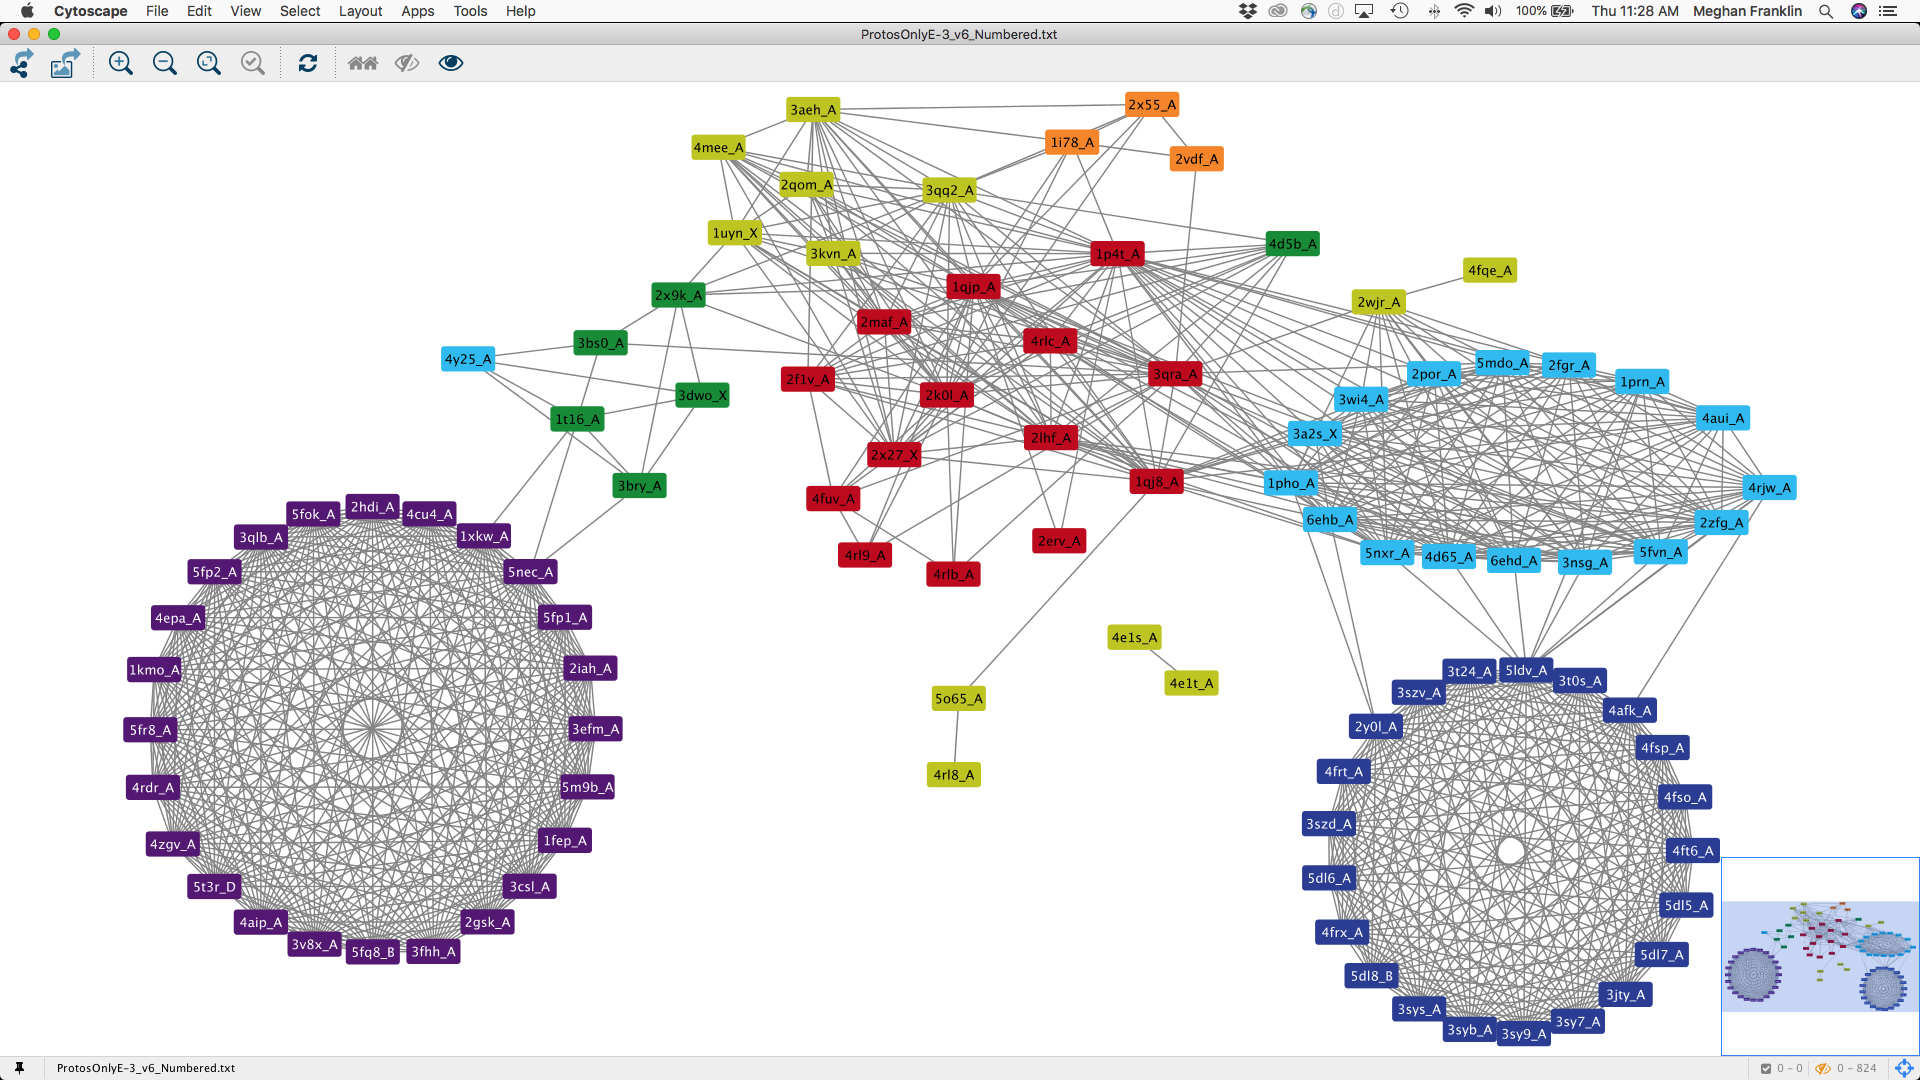 Cytoscape File Edit View Select Layout Apps Tools Help 100% Thu 11:28 AM Meghan Franklin
ProtosOnlyE-3_v6_Numbered.txt
3aeh_A
2x55_A
1i78_A
4mee_A
2vdf_A
2qom_A
3qq2_A
1uyn_X
3kvn_A
4d5b_A
1p4t_A
4fqe_A
1qjp_A
2x9k_A
2wjr_A
2maf_A
3bs0_A
4rlc_A
4y25_A
5mdo_A
2fgr_A
3qra_A
2por_A
2f1v_A
1prn_A
3dwo_X
2k0l_A
3wi4_A
1t16_A
4aui_A
3a2s_X
2lhf_A
2x27_X
1qj8_A
1pho_A
3bry_A
4rjw_A
4fuv_A
2hdi_A
5fok_A
4cu4_A
6ehb_A
2zfg_A
3qlb_A
1xkw_A
2erv_A
4rl9_A
5nxr_A
4d65_A
6ehd_A
3nsg_A
5fvn_A
5fp2_A
5nec_A
4rlb_A
4epa_A
5fp1_A
4e1s_A
1kmo_A
2iah_A
4e1t_A
3t24_A
5ldv_A
3t0s_A
3szv_A
5o65_A
4afk_A
5fr8_A
3efm_A
2y0l_A
4fsp_A
4rl8_A
4frt_A
4rdr_A
5m9b_A
4fso_A
3szd_A
4zgv_A
1fep_A
4ft6_A
5t3r_D
3csl_A
5dl6_A
5dl5_A
4aip_A
2gsk_A
4frx_A
3v8x_A
5fq8_B
3fhh_A
5dl7_A
5dl8_B
3jty_A
3sys_A
3syb_A
3sy9_A
3sy7_A
ProtosOnlyE-3_v6_Numbered.txt 0 - 0 0 - 824